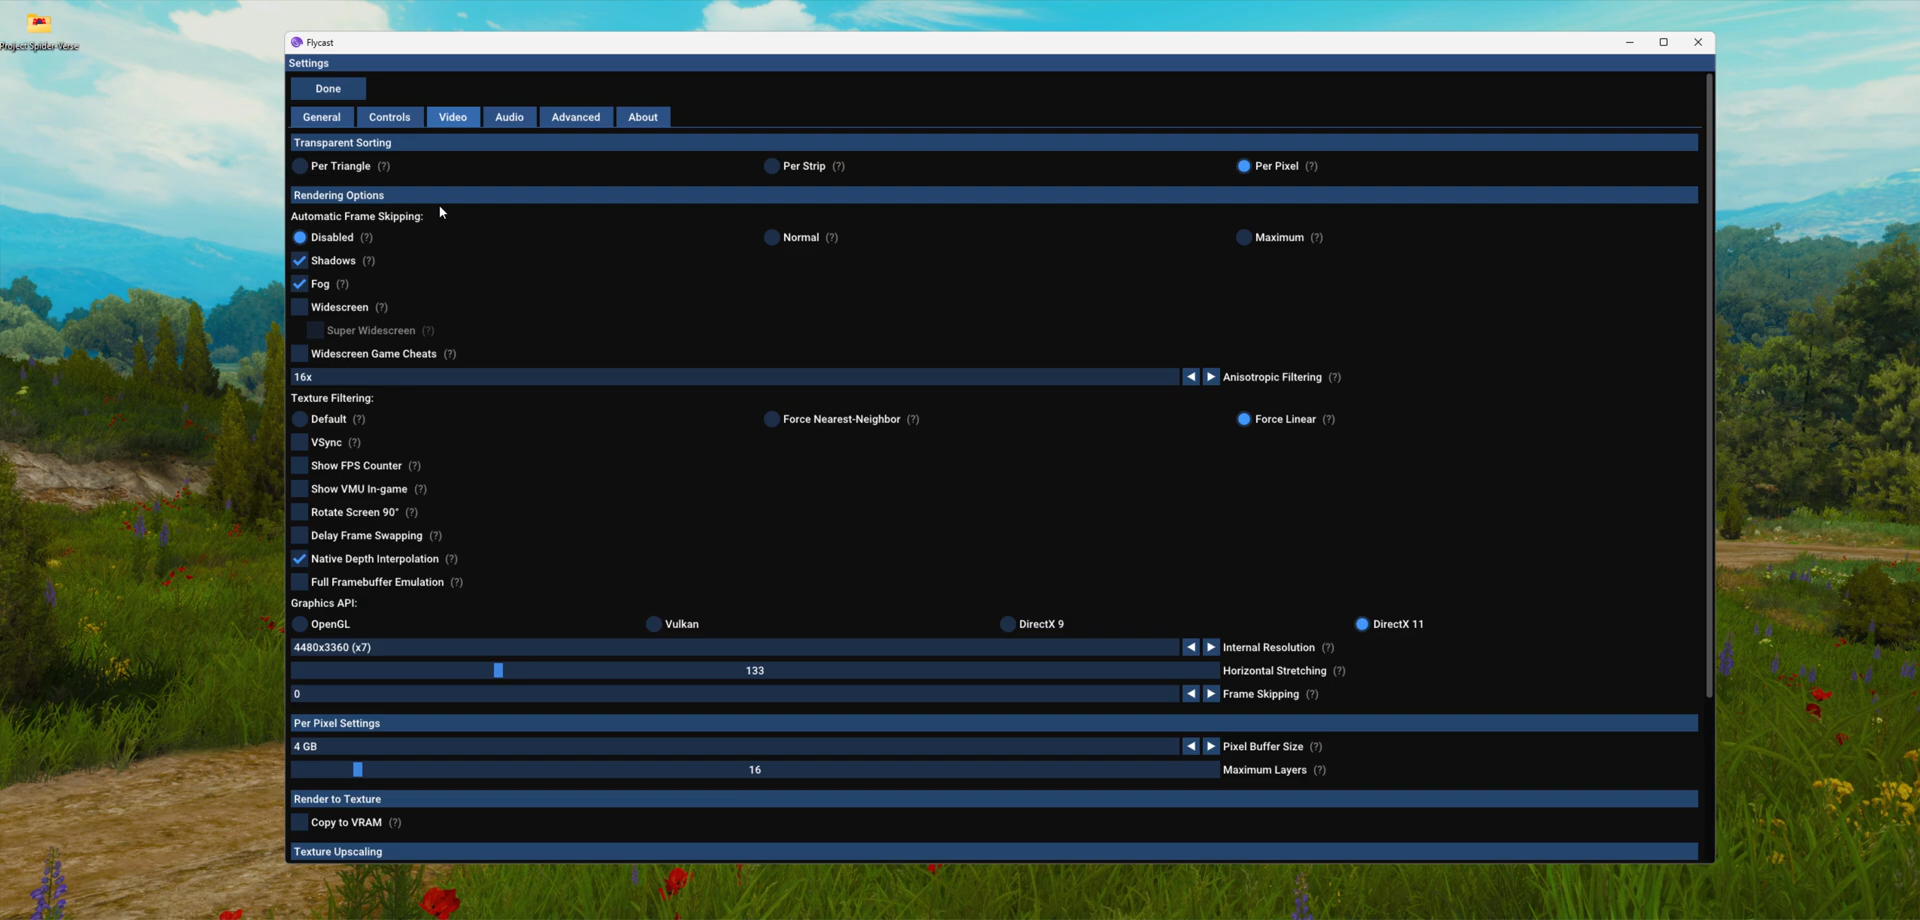 Project Spider-Verse
Flycast
Settings
Done
General Controls Video Audio Advanced About
Transparent Sorting
Per Triangle (?) Per Strip (?) Per Pixel (?)
Rendering Options
Automatic Frame Skipping:
Disabled (?) Normal (?) Maximum (?)
Shadows (?)
Fog (?)
Widescreen (?)
Super Widescreen (?)
Widescreen Game Cheats (?)
16x Anisotropic Filtering (?)
Texture Filtering:
Default (?) Force Nearest-Neighbor (?) Force Linear (?)
VSync (?)
Show FPS Counter (?)
Show VMU In-game (?)
Rotate Screen 90° (?)
Delay Frame Swapping (?)
Native Depth Interpolation (?)
Full Framebuffer Emulation (?)
Graphics API:
OpenGL Vulkan DirectX 9 DirectX 11
4480x3360 (x7) Internal Resolution (?)
133 Horizontal Stretching (?)
0 Frame Skipping (?)
Per Pixel Settings
4 GB Pixel Buffer Size (?)
16 Maximum Layers (?)
Render to Texture
Copy to VRAM (?)
Texture Upscaling